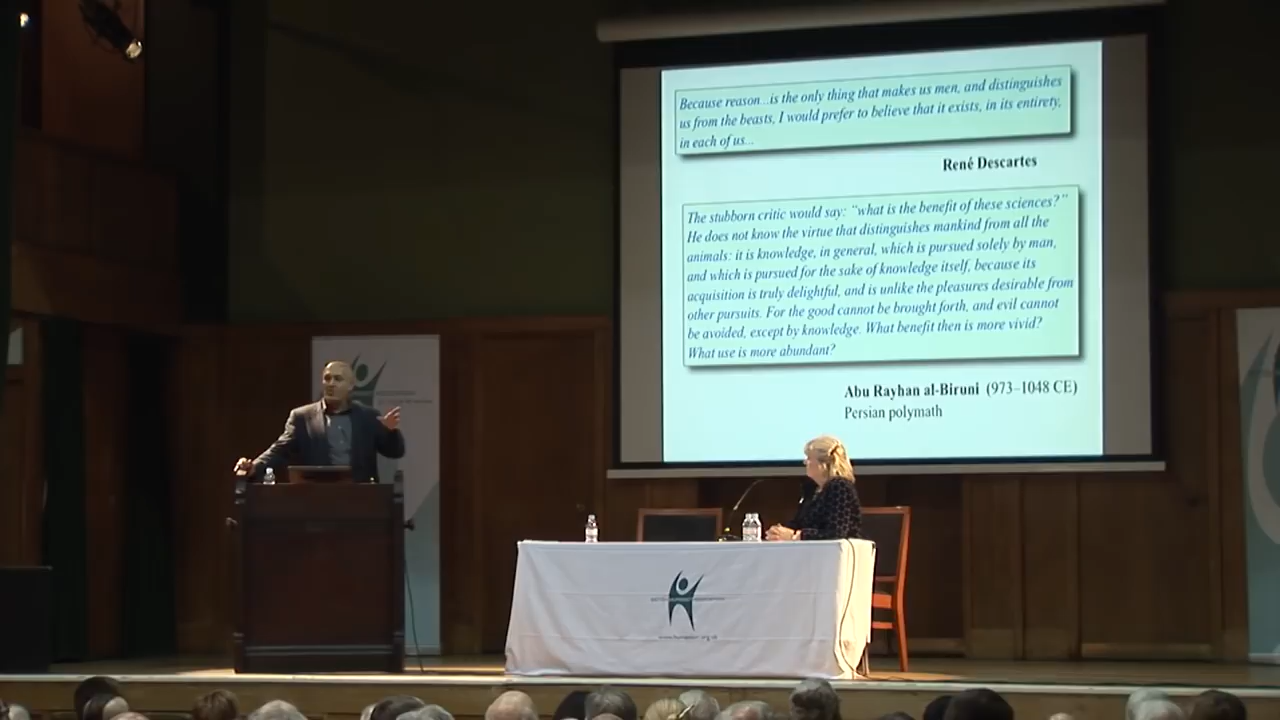 Because reason...is the only thing that makes us men, and distinguishes
us from the beasts, I would prefer to believe that it exists, in its entirety,
in each of us...
René Descartes
The stubborn critic would say: “what is the benefit of these sciences?”
He does not know the virtue that distinguishes mankind from all the
animals: it is knowledge, in general, which is pursued solely by man,
and which is pursued for the sake of knowledge itself, because its
acquisition is truly delightful, and is unlike the pleasures desirable from
other pursuits. For the good cannot be brought forth, and evil cannot
be avoided, except by knowledge. What benefit then is more vivid?
What use is more abundant?
Abu Rayhan al-Biruni (973–1048 CE)
Persian polymath